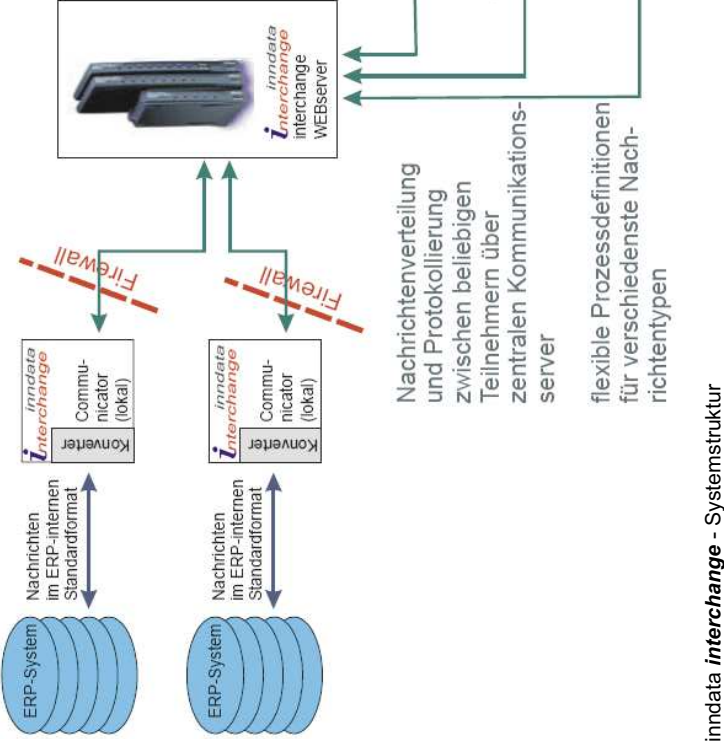 ERP-System
Nachrichten
im ERP-internen
Standardformat
inndata
interchange
Konverter
Commu-
nicator
(lokal)
Firewall
ERP-System
Nachrichten
im ERP-internen
Standardformat
inndata
interchange
Konverter
Commu-
nicator
(lokal)
Firewall
inndata
interchange
interchange
WEBserver
Nachrichtenverteilung
und Protokollierung
zwischen beliebigen
Teilnehmern über
zentralen Kommunikations-
server
flexible Prozessdefinitionen
für verschiedenste Nach-
richtentypen
inndata interchange - Systemstruktur